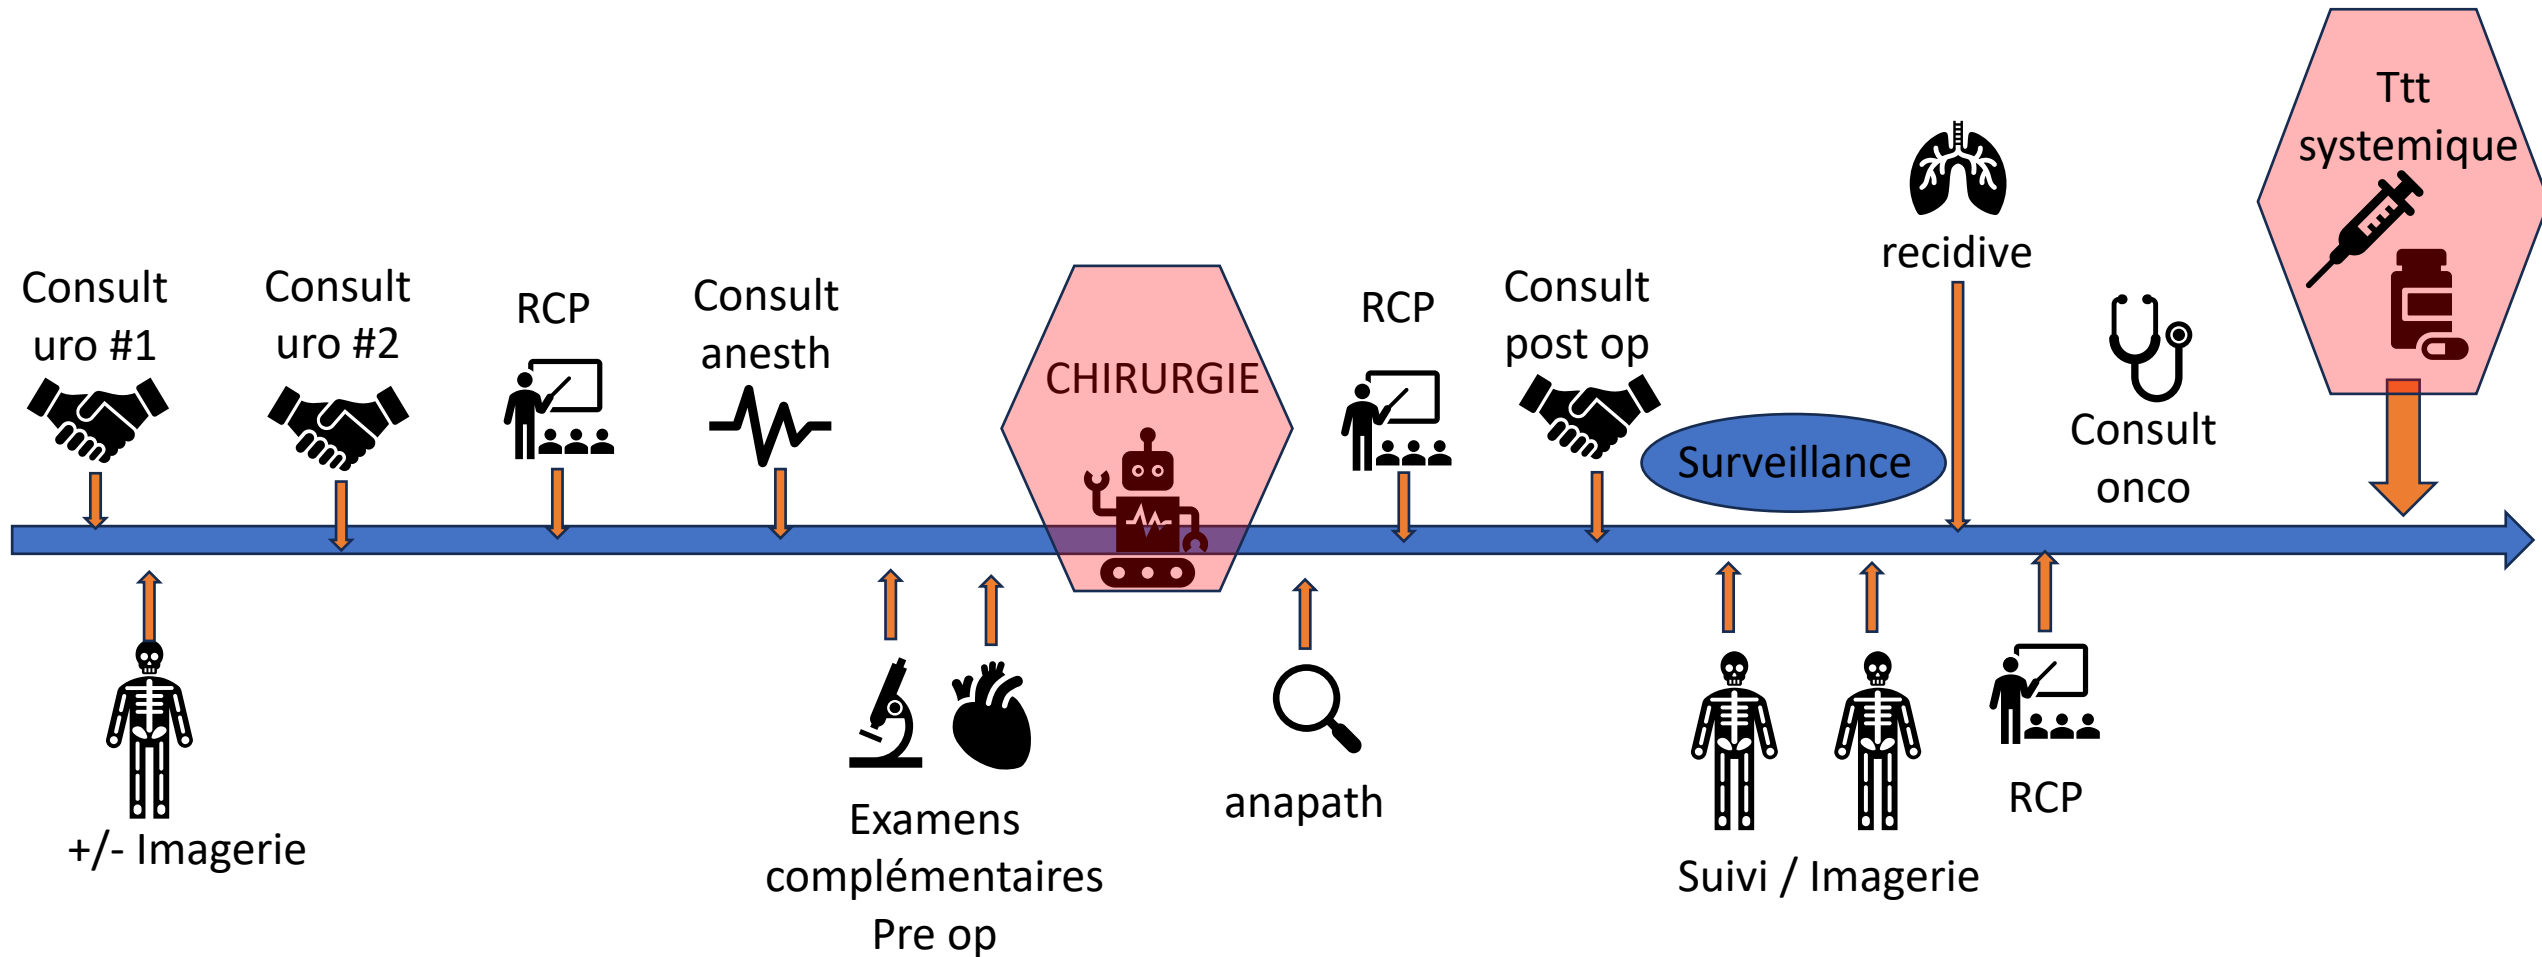 Consult
uro #1
Consult
uro #2
RCP
Consult
anesth
CHIRURGIE
RCP
Consult
post op
Surveillance
recidive
Consult
onco
Ttt
systemique
+/- Imagerie
Examens
complémentaires
Pre op
anapath
Suivi / Imagerie
RCP